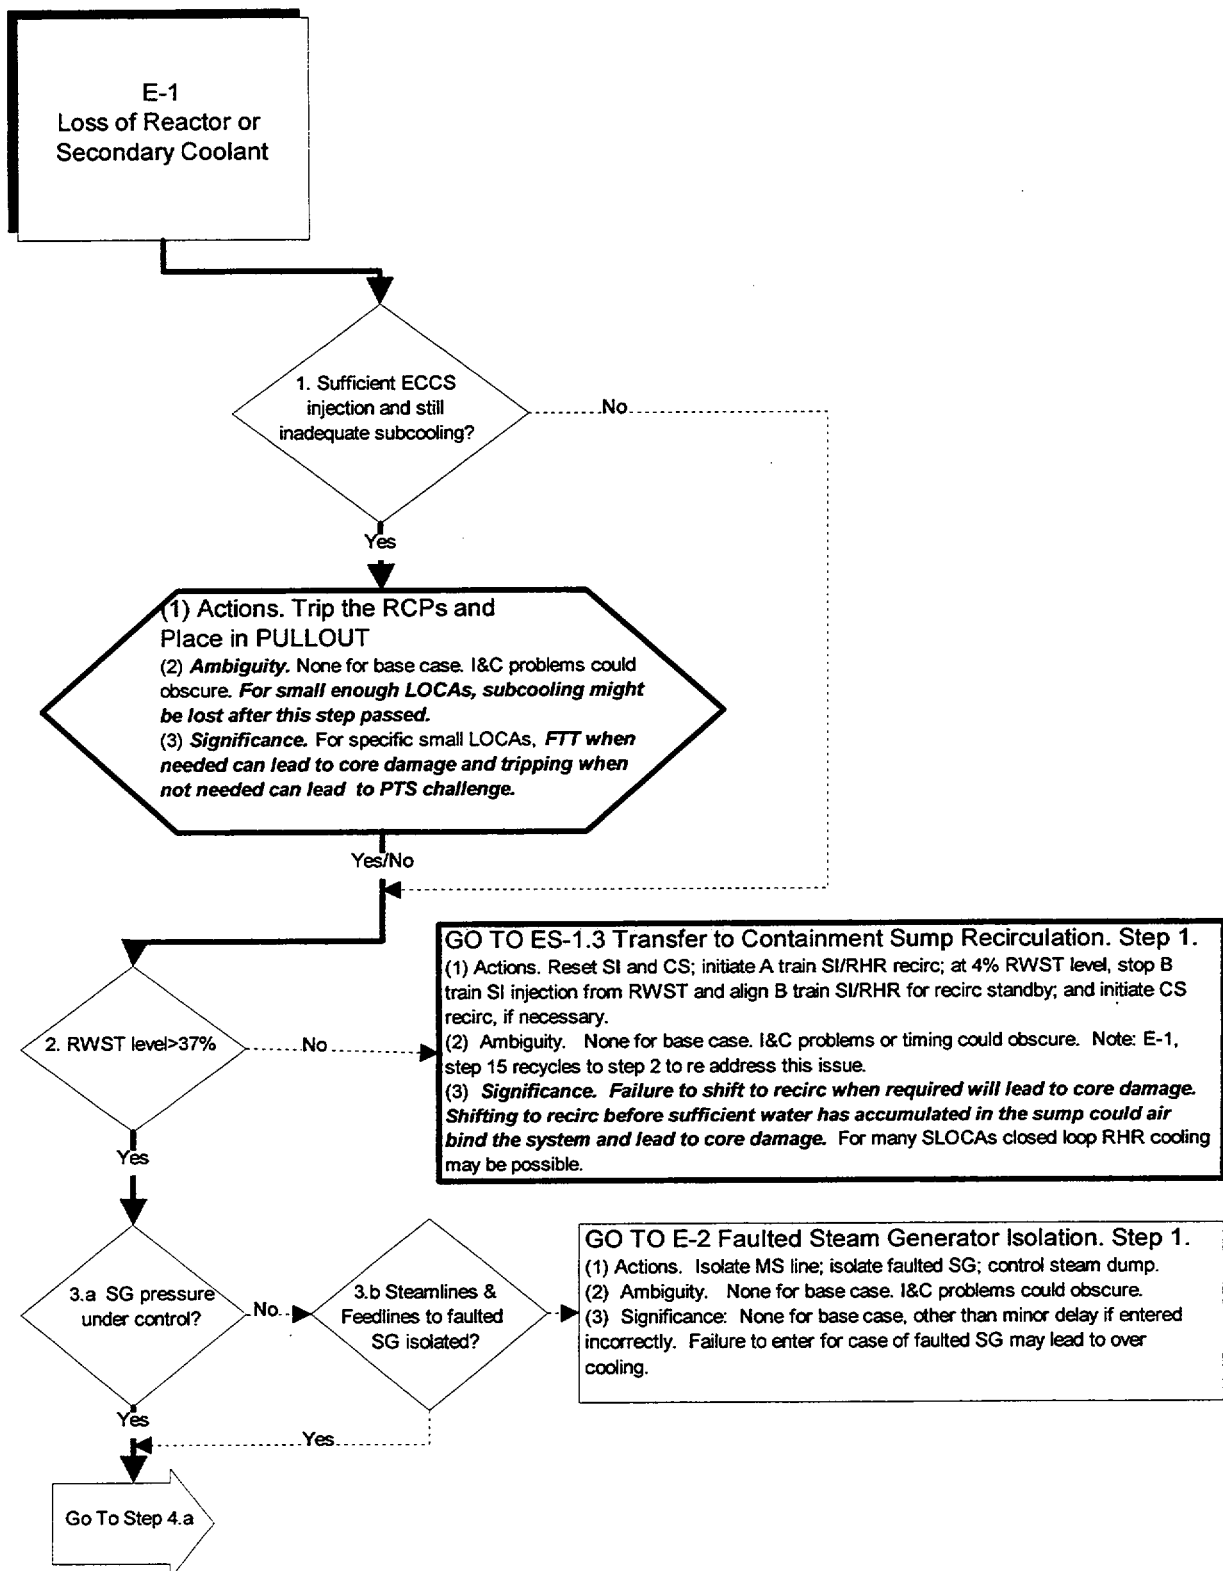 E-1
Loss of Reactor or
Secondary Coolant
1. Sufficient ECCS
injection and still
inadequate subcooling?
No
Yes
(1) Actions. Trip the RCPs and
Place in PULLOUT
(2) Ambiguity. None for base case. I&C problems could
obscure. For small enough LOCAs, subcooling might
be lost after this step passed.
(3) Significance. For specific small LOCAs, FTT when
needed can lead to core damage and tripping when
not needed can lead to PTS challenge.
Yes/No
GO TO ES-1.3 Transfer to Containment Sump Recirculation. Step 1.
(1) Actions. Reset SI and CS; initiate A train SI/RHR recirc; at 4% RWST level, stop B
train SI injection from RWST and align B train SI/RHR for recirc standby; and initiate CS
recirc, if necessary.
(2) Ambiguity. None for base case. I&C problems or timing could obscure. Note: E-1,
step 15 recycles to step 2 to re address this issue.
(3) Significance. Failure to shift to recirc when required will lead to core damage.
Shifting to recirc before sufficient water has accumulated in the sump could air
bind the system and lead to core damage. For many SLOCAs closed loop RHR cooling
may be possible.
2. RWST level>37%
No
Yes
3.a SG pressure
under control?
No
3.b Steamlines &
Feedlines to faulted
SG isolated?
GO TO E-2 Faulted Steam Generator Isolation. Step 1.
(1) Actions. Isolate MS line; isolate faulted SG; control steam dump.
(2) Ambiguity. None for base case. I&C problems could obscure.
(3) Significance: None for base case, other than minor delay if entered
incorrectly. Failure to enter for case of faulted SG may lead to over
cooling.
Yes
Yes
Go To Step 4.a